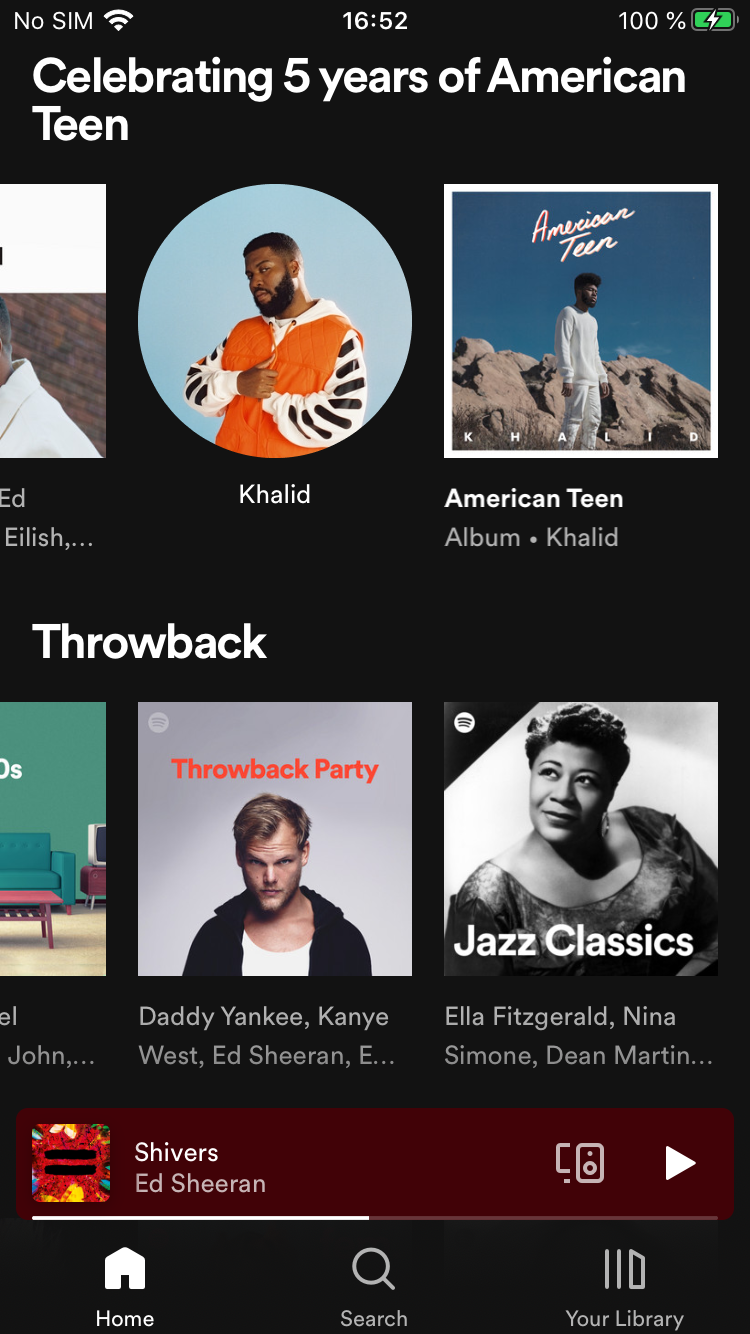 No SIM 16:52 100 %
Celebrating 5 years of American
Teen
American
Teen
K H A L I D
Ed
Eilish,...
Khalid
American Teen
Album • Khalid
Throwback
0s
Throwback Party
Jazz Classics
el
John,...
Daddy Yankee, Kanye
West, Ed Sheeran, E...
Ella Fitzgerald, Nina
Simone, Dean Martin...
Shivers
Ed Sheeran
Home
Search
Your Library